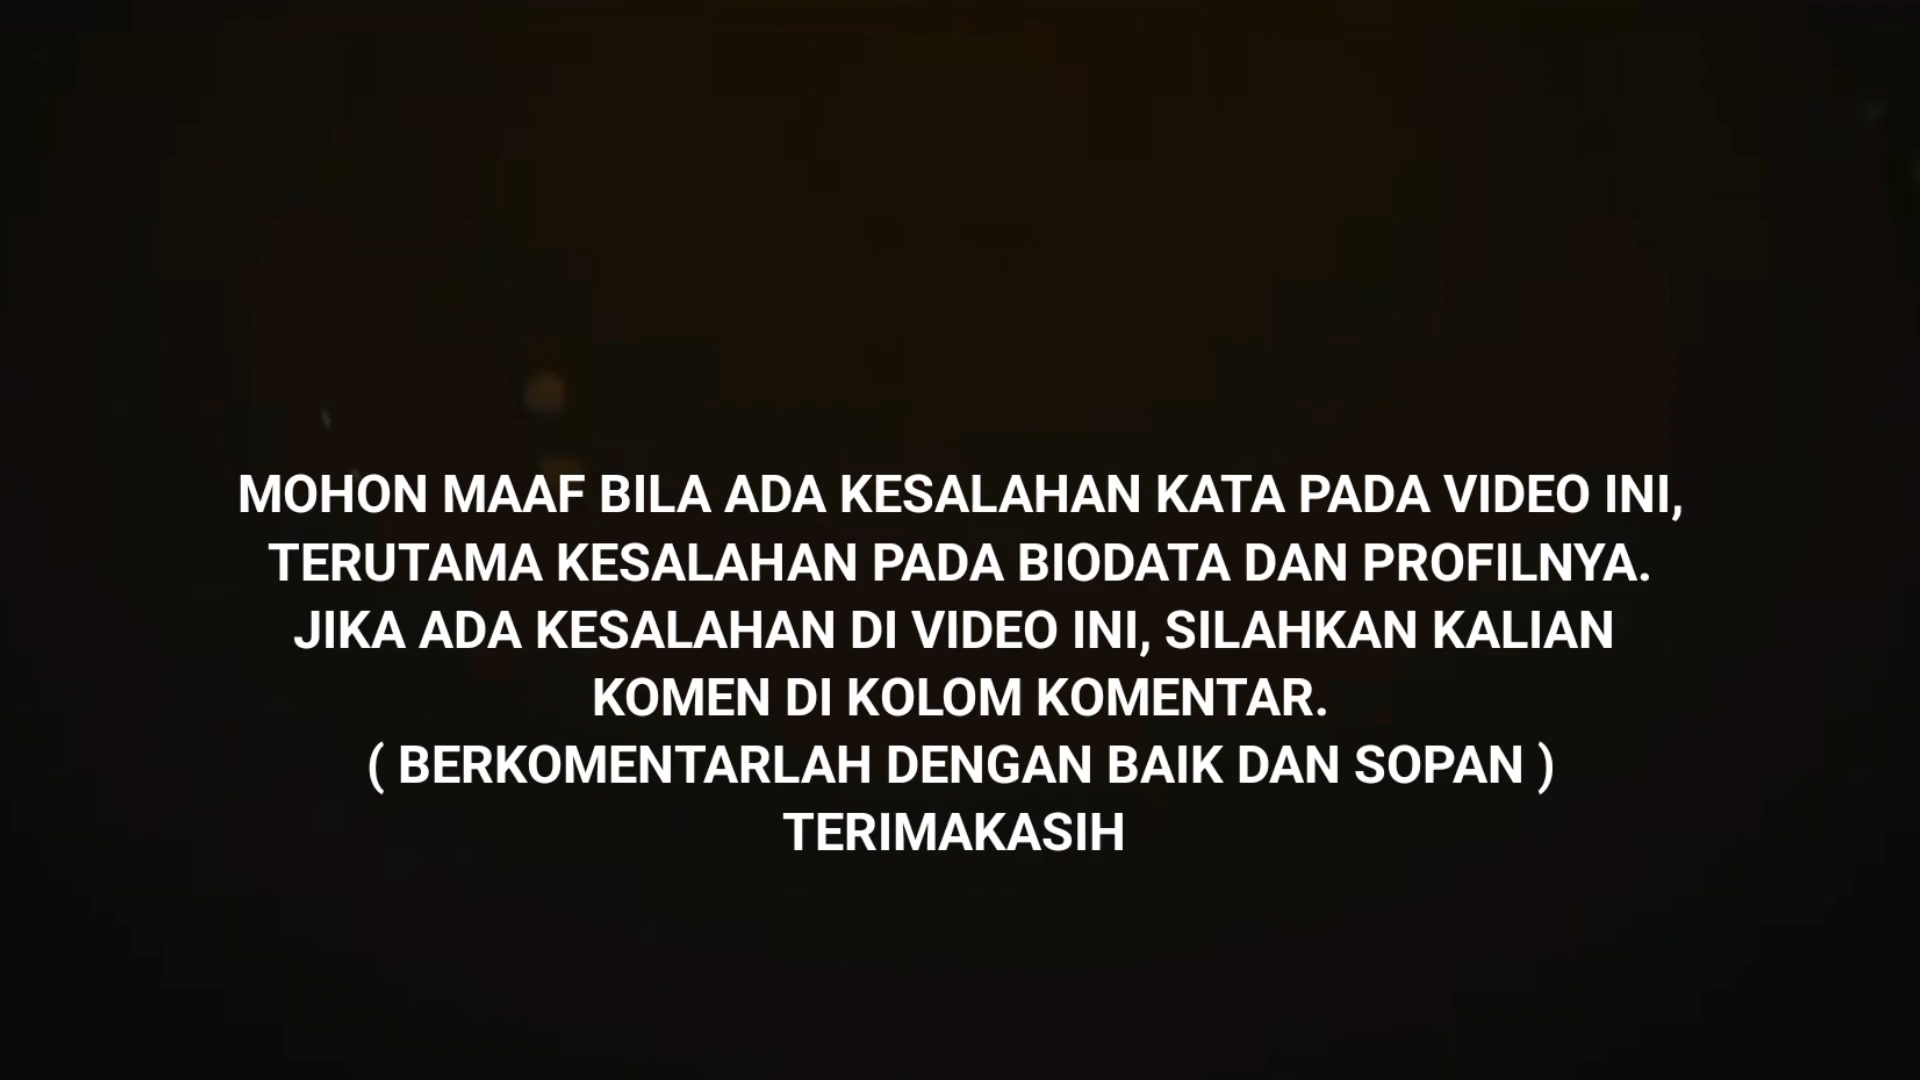 MOHON MAAF BILA ADA KESALAHAN KATA PADA VIDEO INI,
TERUTAMA KESALAHAN PADA BIODATA DAN PROFILNYA.
JIKA ADA KESALAHAN DI VIDEO INI, SILAHKAN KALIAN
KOMEN DI KOLOM KOMENTAR.
( BERKOMENTARLAH DENGAN BAIK DAN SOPAN )
TERIMAKASIH